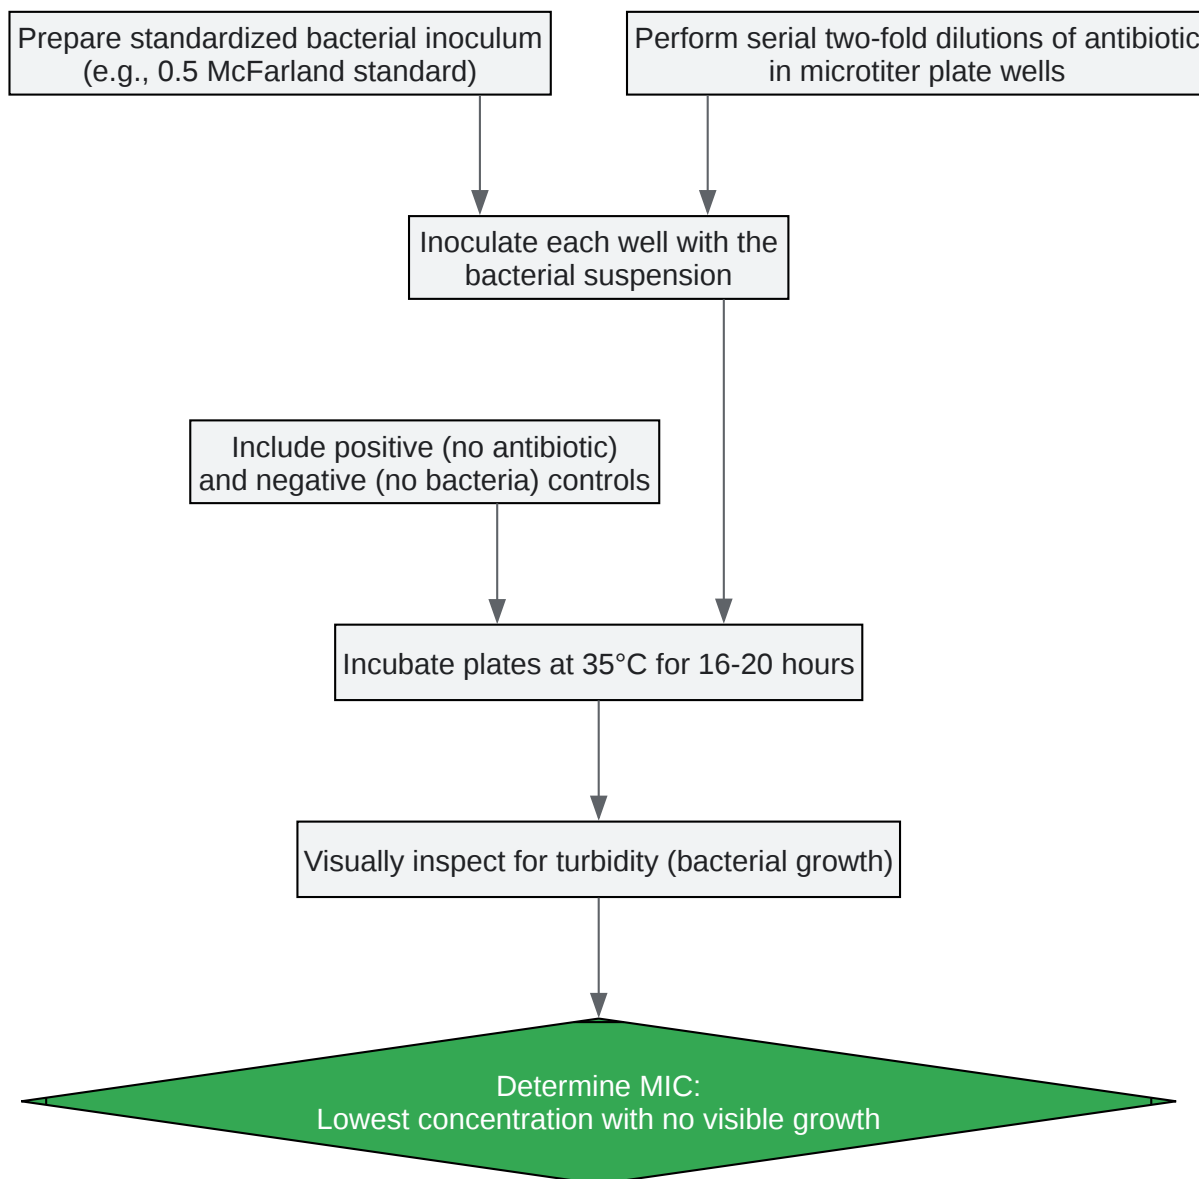 Prepare standardized bacterial inoculum
(e.g., 0.5 McFarland standard)
Perform serial two-fold dilutions of antibiotic
in microtiter plate wells
Inoculate each well with the
bacterial suspension
Include positive (no antibiotic)
and negative (no bacteria) controls
Incubate plates at 35°C for 16-20 hours
Visually inspect for turbidity (bacterial growth)
Determine MIC:
Lowest concentration with no visible growth